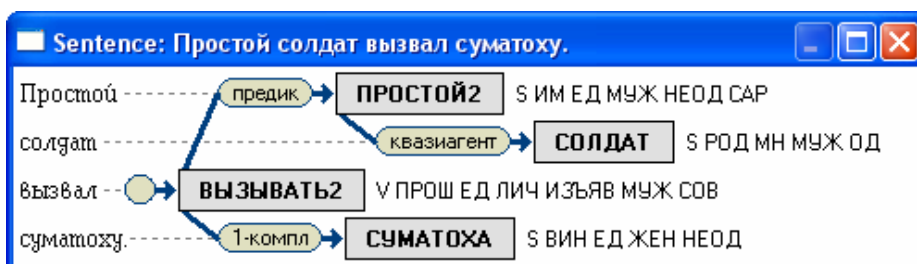 Sentence: Простой солдат вызвал суматоху.
Простой предик ПРОСТОЙ2 S ИМ ЕД МУЖ НЕОД CAP
солдат квазиагент СОЛДАТ S РОД МН МУЖ ОД
вызвал ВЫЗЫВАТЬ2 V ПРОШ ЕД ЛИЧ ИЗЪЯВ МУЖ СОВ
суматоху. 1-компл СУМАТОХА S ВИН ЕД ЖЕН НЕОД